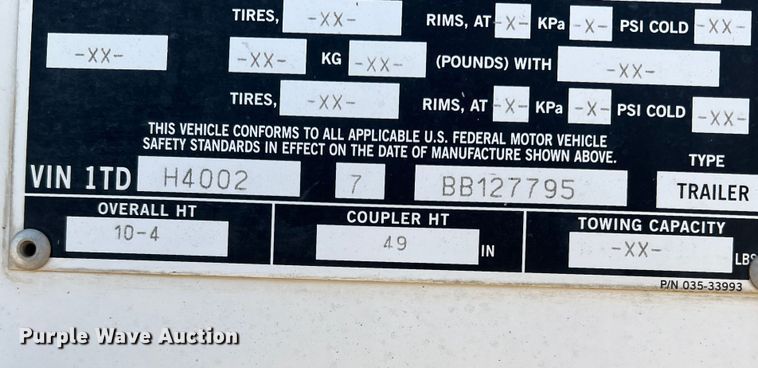 TIRES, -XX- RIMS, AT -X- KPa -X- PSI COLD -XX-
-XX- -XX- KG -XX- (POUNDS) WITH -XX-
TIRES, -XX- RIMS, AT -X- KPa -X- PSI COLD -XX-
THIS VEHICLE CONFORMS TO ALL APPLICABLE U.S. FEDERAL MOTOR VEHICLE
SAFETY STANDARDS IN EFFECT ON THE DATE OF MANUFACTURE SHOWN ABOVE.
TYPE
VIN 1TD H4002 7 BB127795 TRAILER
OVERALL HT COUPLER HT TOWING CAPACITY
10-4 49 IN -XX- LBS
P/N 035-33993
Purple Wave Auction